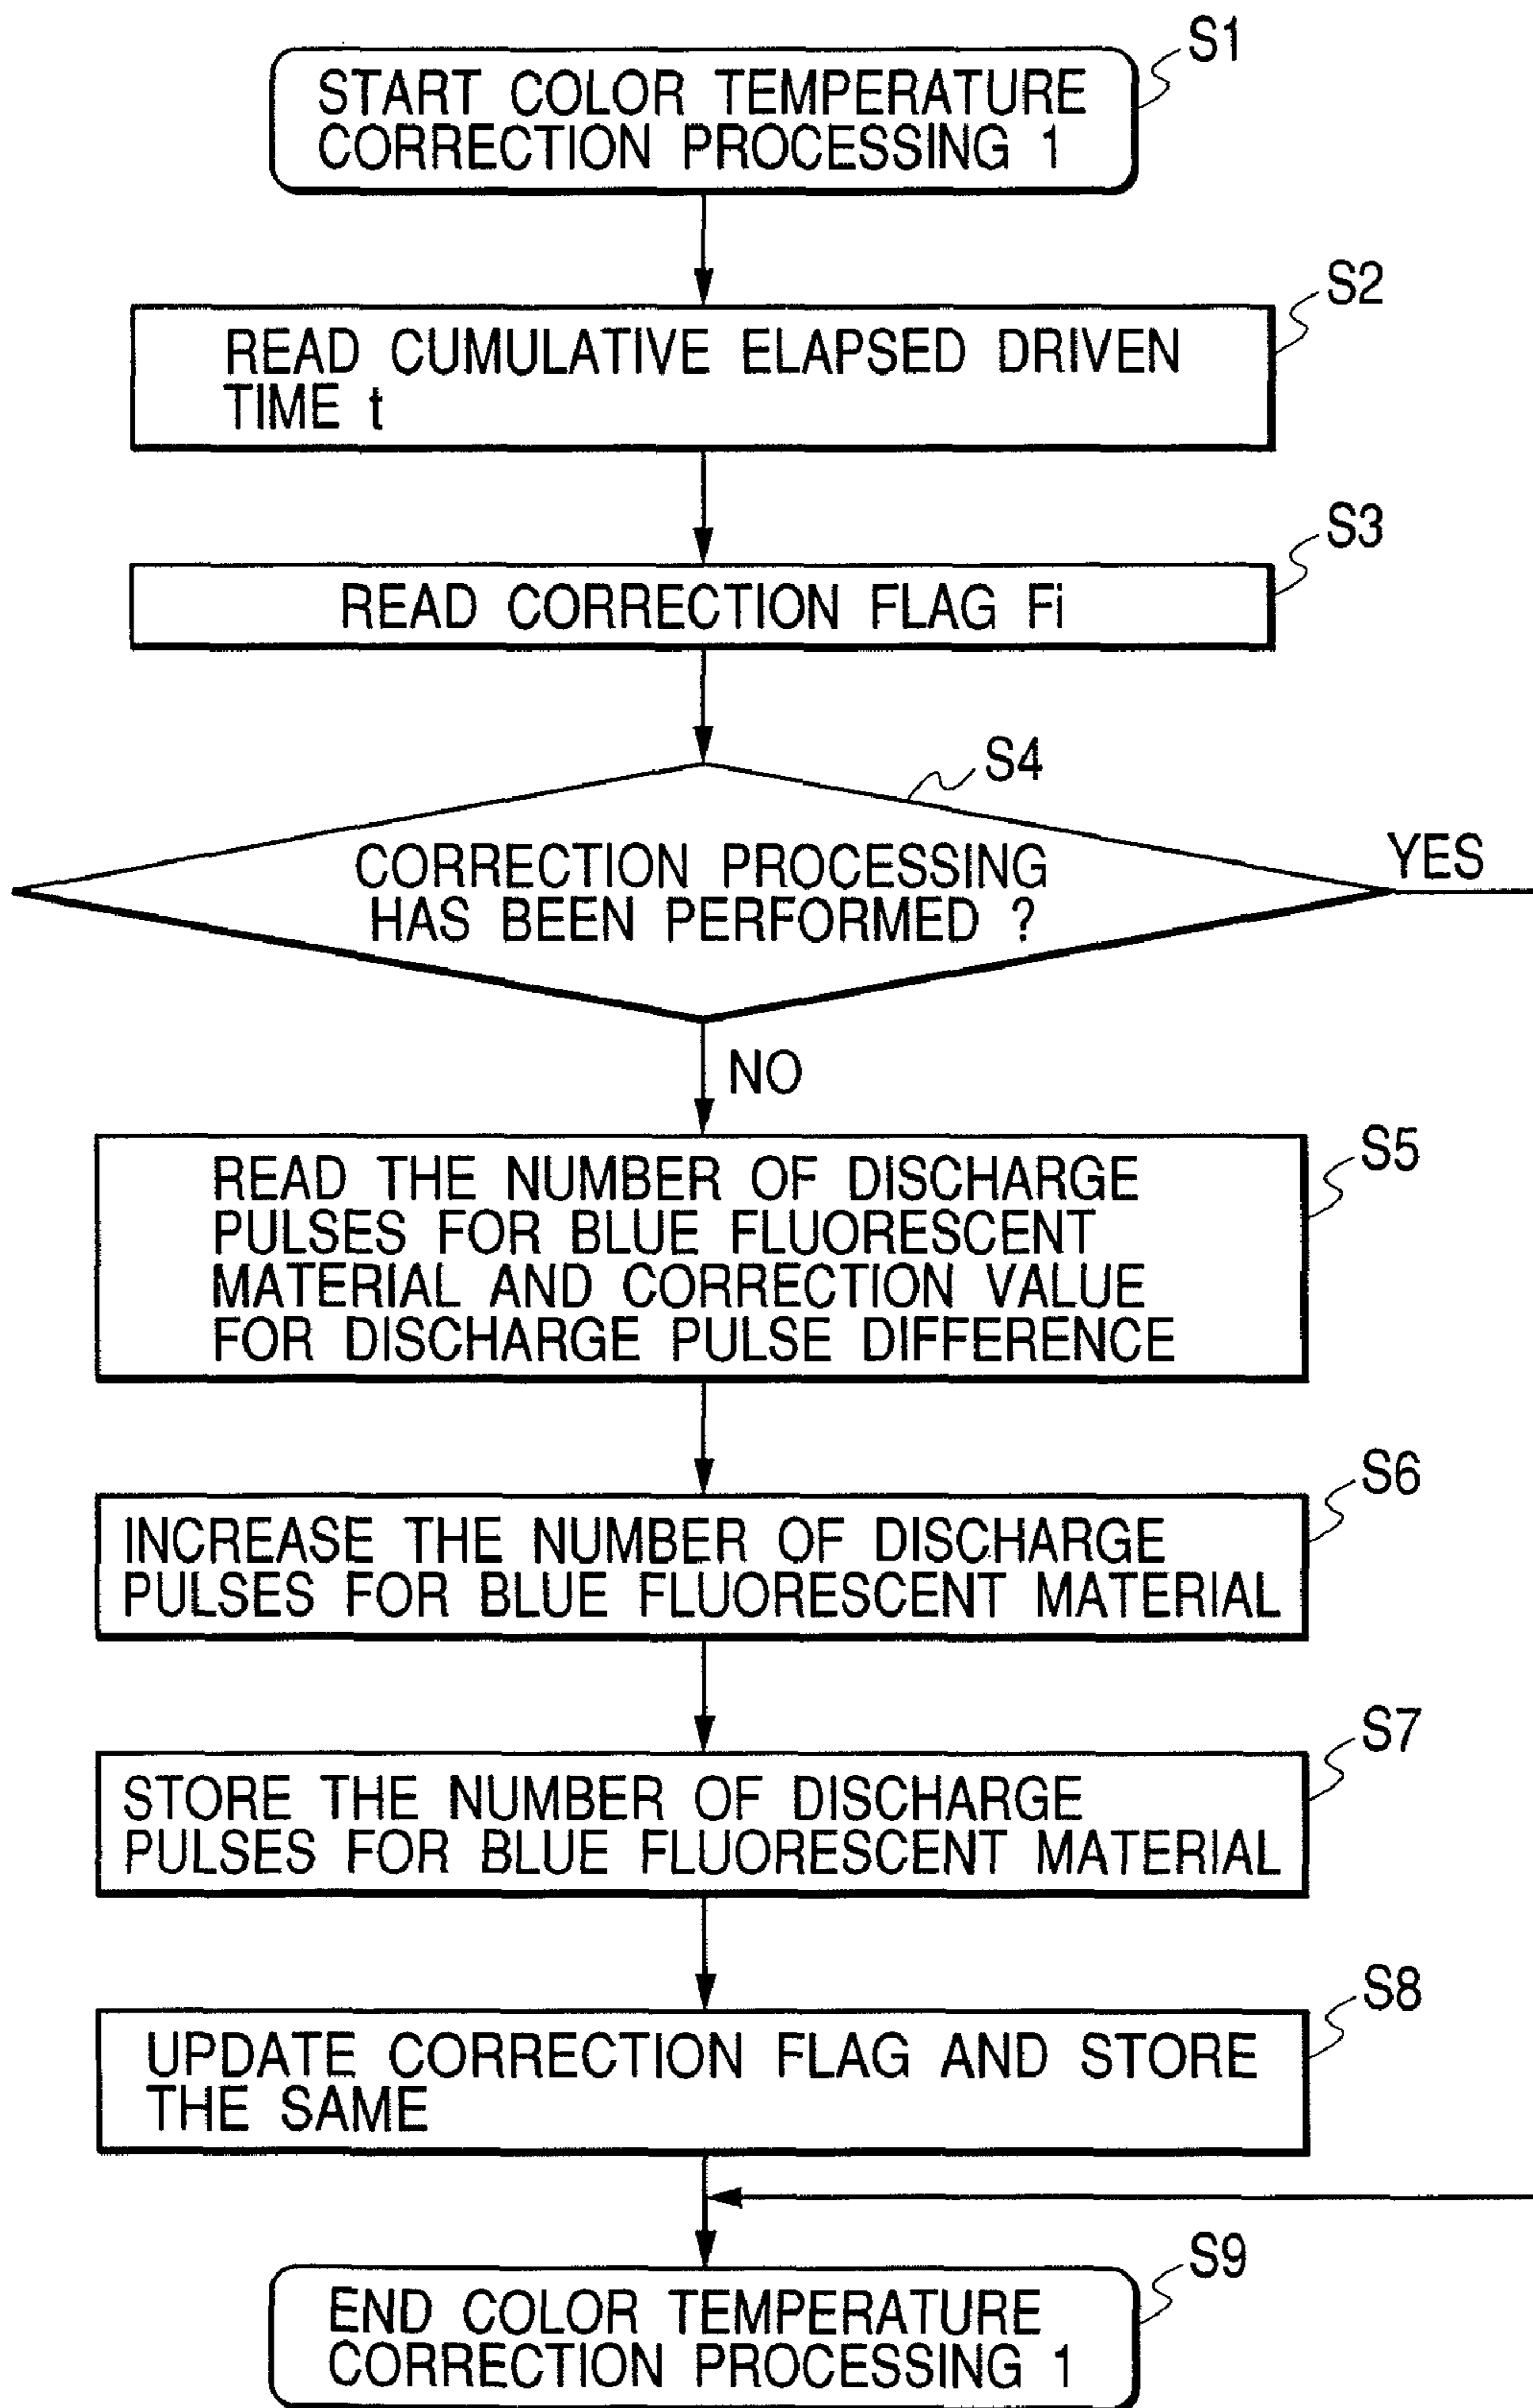 S1
START COLOR TEMPERATURE
CORRECTION PROCESSING 1
S2
READ CUMULATIVE ELAPSED DRIVEN
TIME t
S3
READ CORRECTION FLAG Fi
S4
CORRECTION PROCESSING
HAS BEEN PERFORMED ?
YES
NO
S5
READ THE NUMBER OF DISCHARGE
PULSES FOR BLUE FLUORESCENT
MATERIAL AND CORRECTION VALUE
FOR DISCHARGE PULSE DIFFERENCE
S6
INCREASE THE NUMBER OF DISCHARGE
PULSES FOR BLUE FLUORESCENT MATERIAL
S7
STORE THE NUMBER OF DISCHARGE
PULSES FOR BLUE FLUORESCENT MATERIAL
S8
UPDATE CORRECTION FLAG AND STORE
THE SAME
S9
END COLOR TEMPERATURE
CORRECTION PROCESSING 1